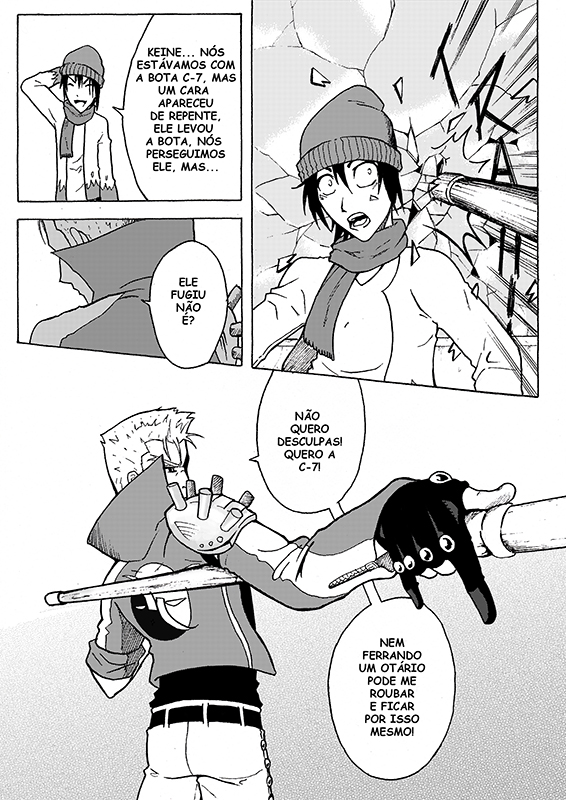 KEINE... NÓS
ESTÁVAMOS COM
A BOTA C-7, MAS
UM CARA
APARECEU
DE REPENTE,
ELE LEVOU
A BOTA, NÓS
PERSEGUIMOS
ELE, MAS...
ELE
FUGIU
NÃO
É?
NÃO
QUERO
DESCULPAS!
QUERO A
C-7!
NEM
FERRANDO
UM OTÁRIO
PODE ME
ROUBAR
E FICAR
POR ISSO
MESMO!